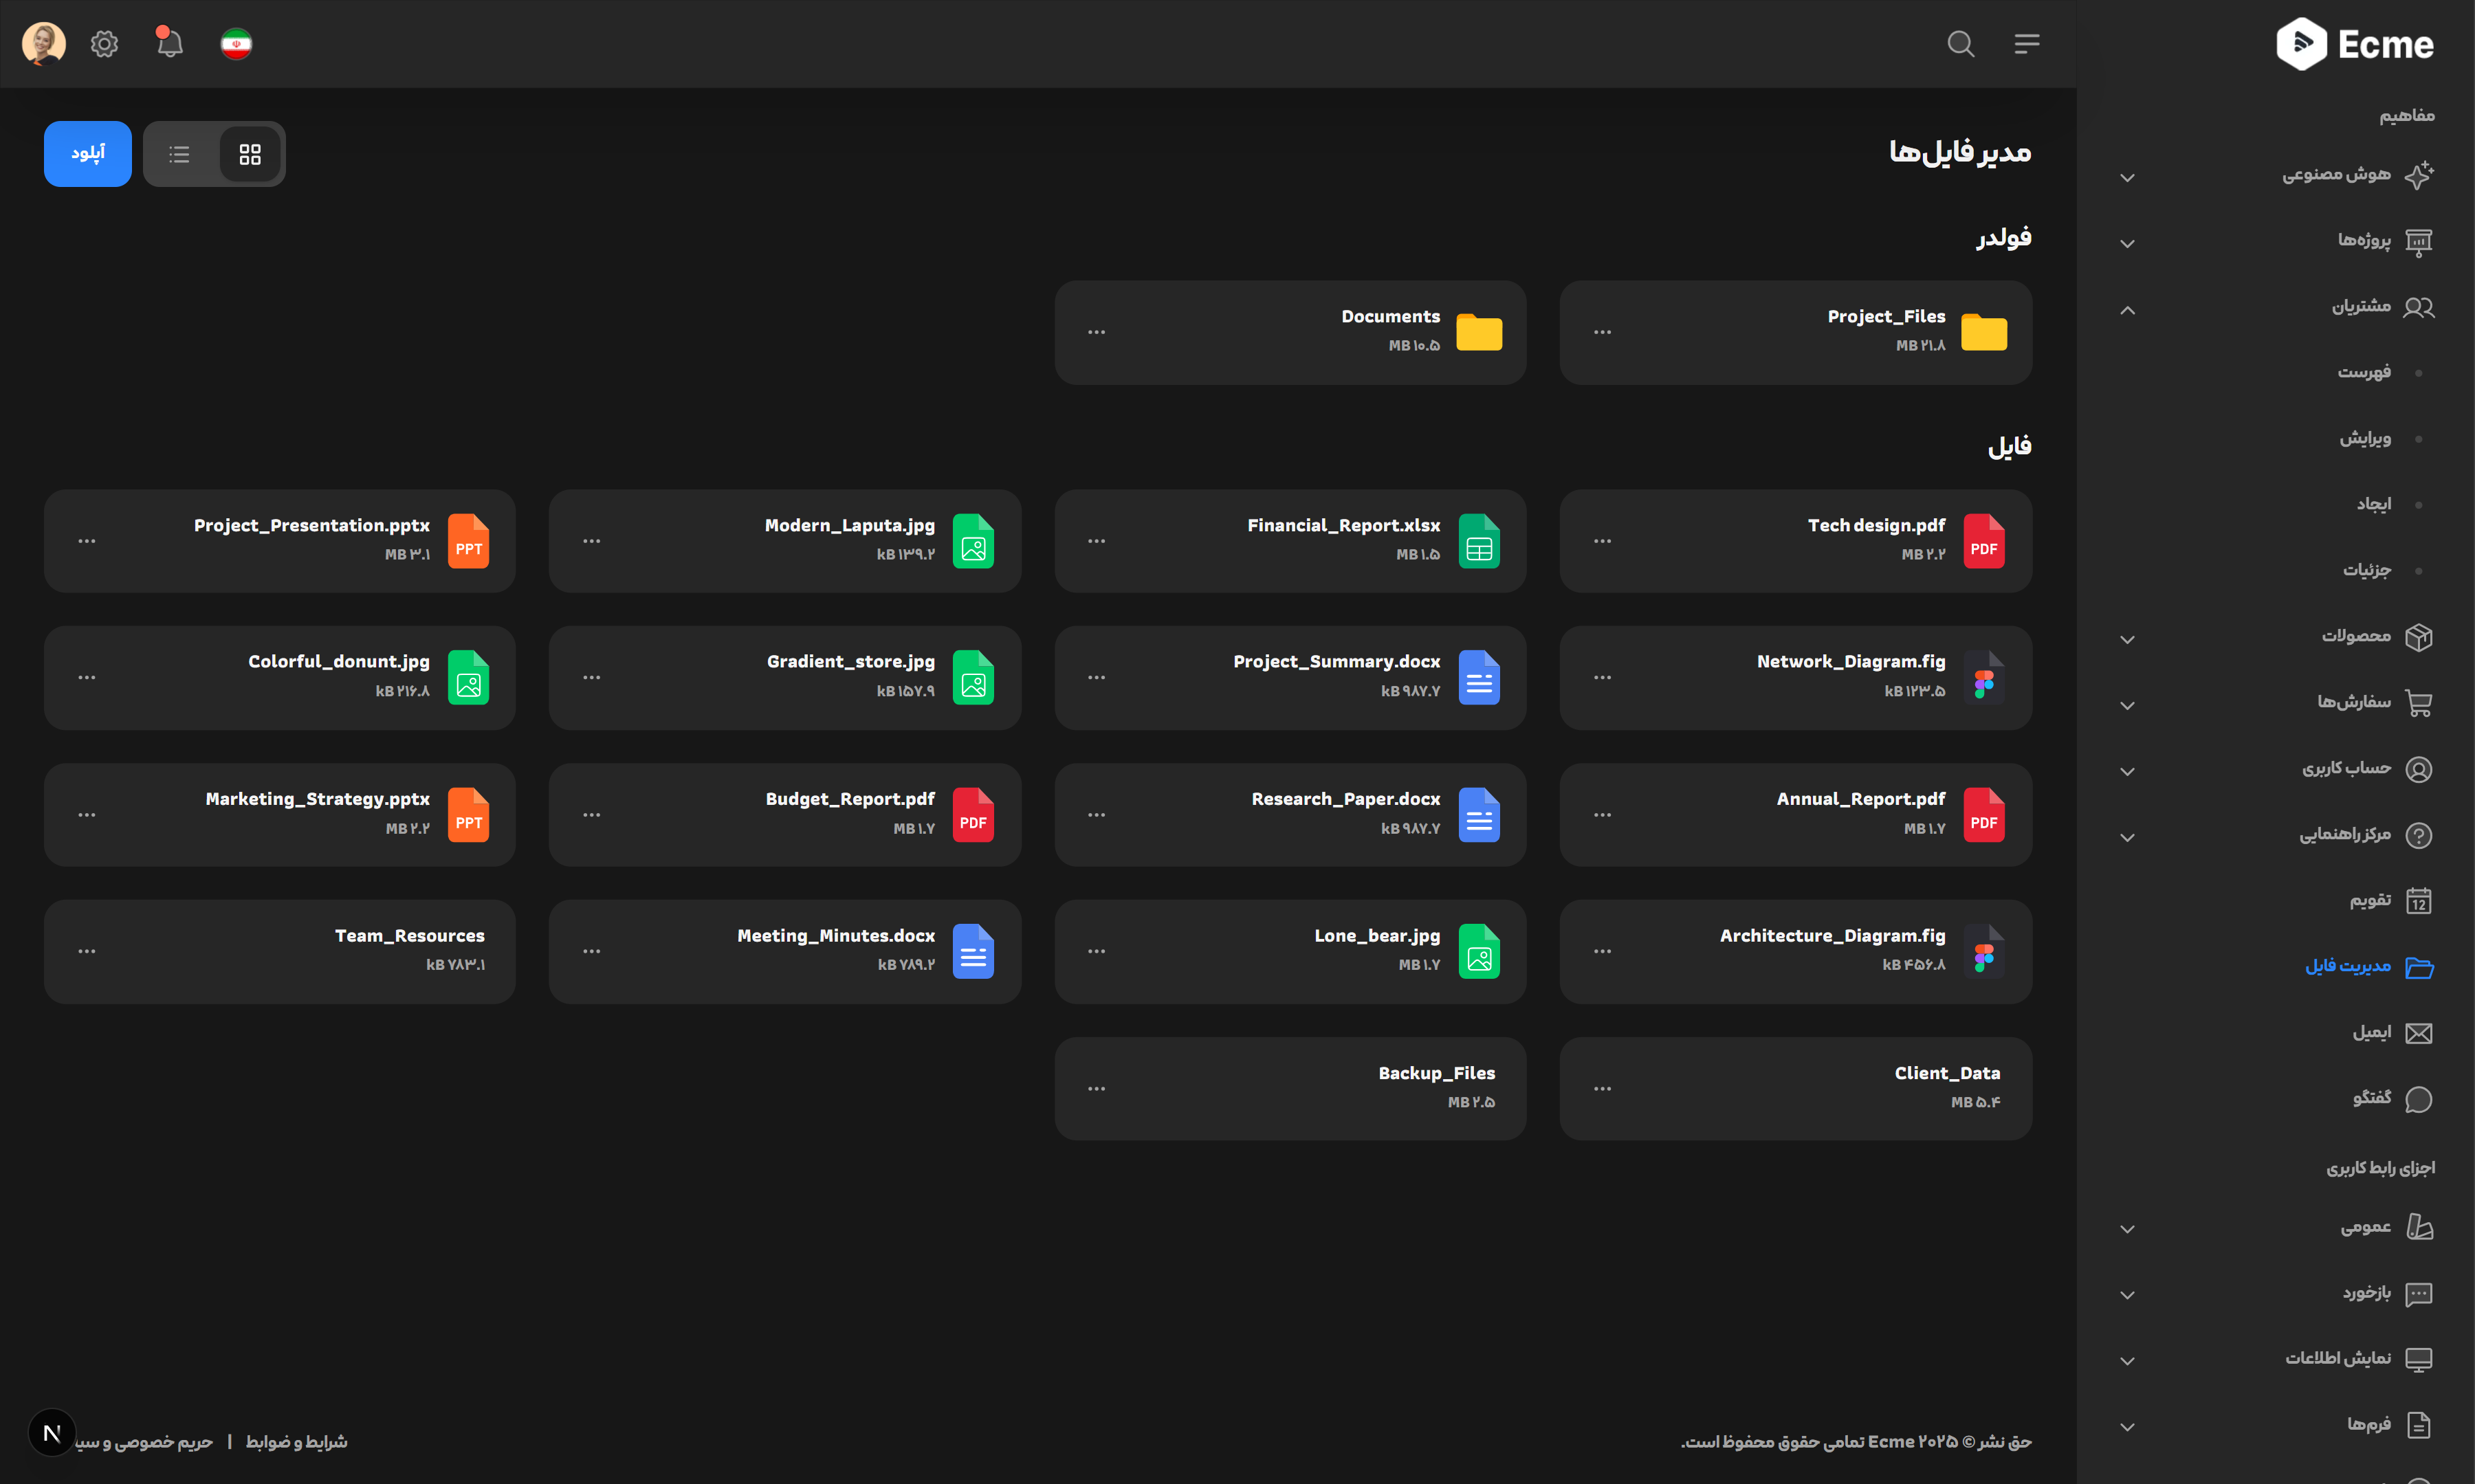 Ecme
مفاهیم
هوش مصنوعی
پروژه‌ها
مشتریان
فهرست
ویرایش
ایجاد
جزئیات
محصولات
سفارش‌ها
حساب کاربری
مرکز راهنمایی
12
تقویم
مدیریت فایل
ایمیل
گفتگو
اجزای رابط کاربری
عمومی
بازخورد
نمایش اطلاعات
فرم‌ها
مدیر فایل‌ها
آپلود
فولدر
Project_Files
۲۱.۸ MB
Documents
۱۰.۵ MB
فایل
PDF
Tech design.pdf
۲.۲ MB
Financial_Report.xlsx
۱.۵ MB
Modern_Laputa.jpg
۱۳۹.۲ kB
PPT
Project_Presentation.pptx
۳.۱ MB
Network_Diagram.fig
۱۲۳.۵ kB
Project_Summary.docx
۹۸۷.۷ kB
Gradient_store.jpg
۱۵۷.۹ kB
Colorful_donunt.jpg
۲۱۶.۸ kB
PDF
Annual_Report.pdf
۱.۷ MB
Research_Paper.docx
۹۸۷.۷ kB
PDF
Budget_Report.pdf
۱.۷ MB
PPT
Marketing_Strategy.pptx
۲.۲ MB
Architecture_Diagram.fig
۴۵۶.۸ kB
Lone_bear.jpg
۱.۷ MB
Meeting_Minutes.docx
۷۸۹.۲ kB
Team_Resources
۷۸۳.۱ kB
Client_Data
۵.۴ MB
Backup_Files
۲.۵ MB
حق نشر © ۲۰۲۵ Ecme تمامی حقوق محفوظ است.
شرایط و ضوابط | حریم خصوصی و
N